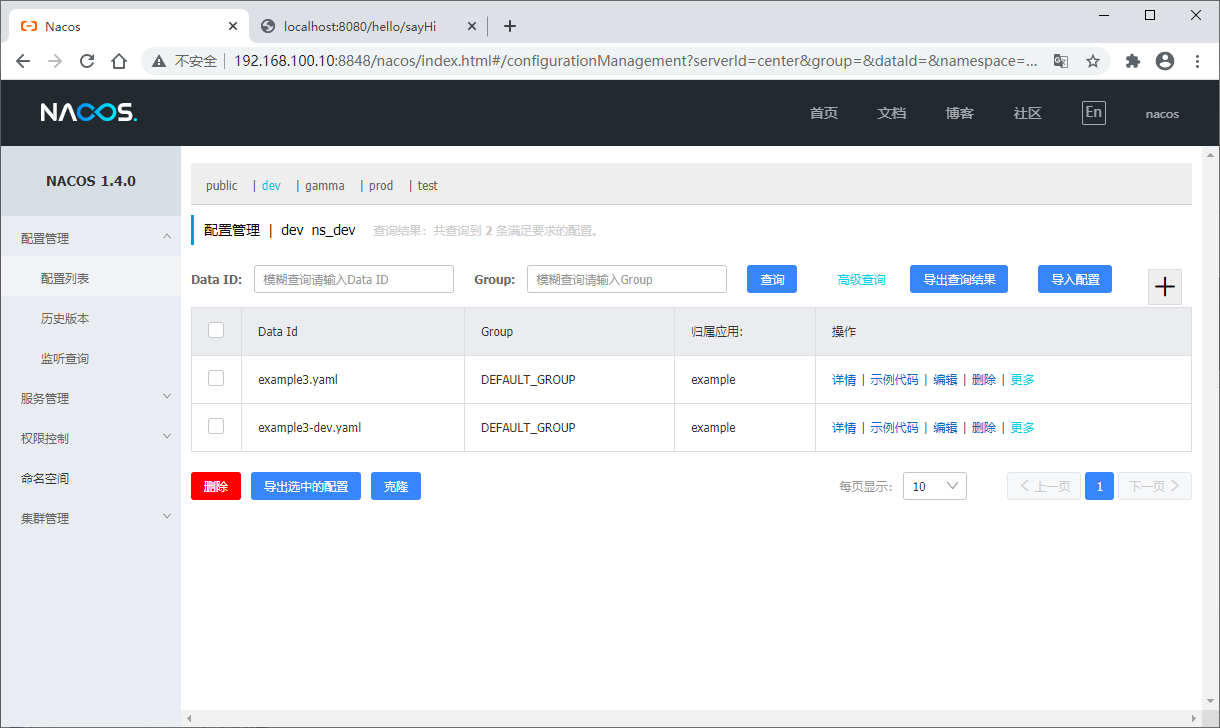 Nacos
localhost:8080/hello/sayHi
不安全
192.168.100.10:8848/nacos/index.html#/configurationManagement?serverId=center&group=&dataId=&namespace=...
NACOS.
首页 文档 博客 社区 En nacos
NACOS 1.4.0
配置管理
配置列表
历史版本
监听查询
服务管理
权限控制
命名空间
集群管理
public | dev | gamma | prod | test
配置管理 | dev ns_dev 查询结果：共查询到 2 条满足要求的配置。
Data ID: 模糊查询请输入Data ID Group: 模糊查询请输入Group 查询 高级查询 导出查询结果 导入配置
Data Id Group 归属应用: 操作
example3.yaml DEFAULT_GROUP example 详情 | 示例代码 | 编辑 | 删除 | 更多
example3-dev.yaml DEFAULT_GROUP example 详情 | 示例代码 | 编辑 | 删除 | 更多
删除 导出选中的配置 克隆 每页显示: 10 上一页 1 下一页